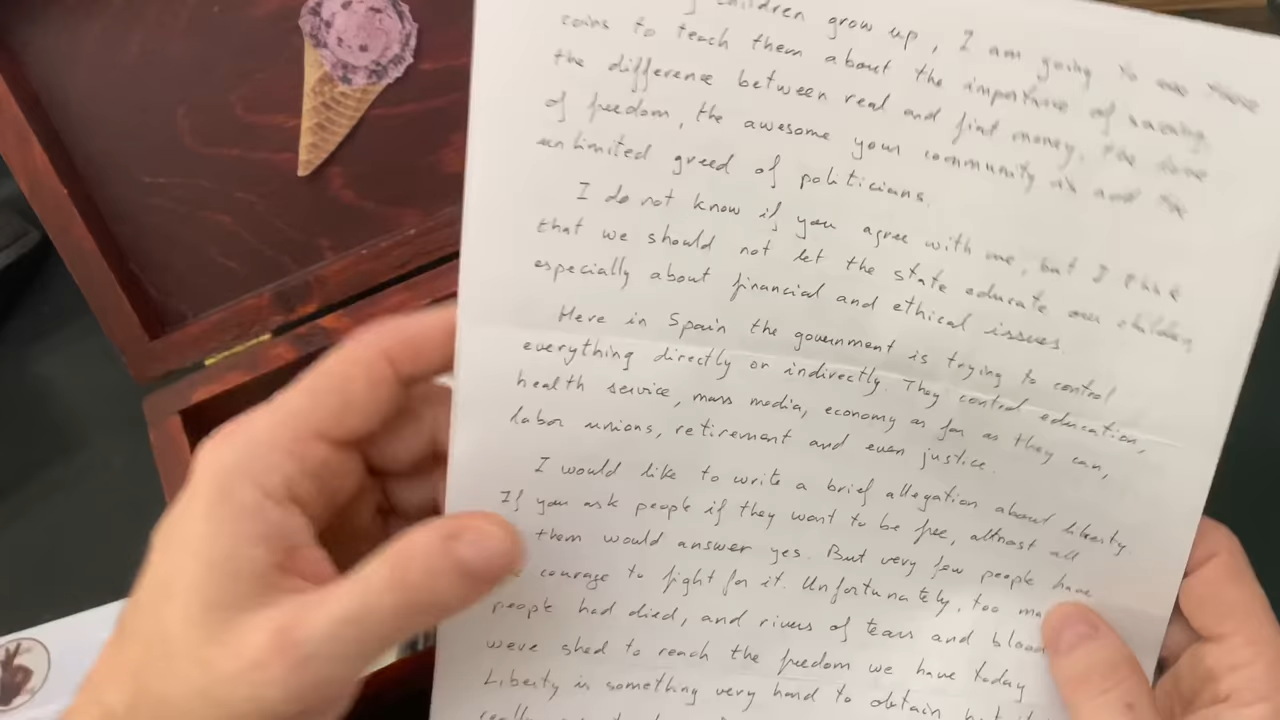 children grow up, I am going to use these
coins to teach them about the importance of saving,
the difference between real and fiat money, the
of freedom, the awesome your community is and the
unlimited greed of politicians.
I do not know if you agree with me, but I think
that we should not let the state educate our children
especially about financial and ethical issues.
Here in Spain the government is trying to control
everything directly or indirectly. They control education,
health service, mass media, economy as far as they can,
labor unions, retirement and even justice.
I would like to write a brief allegation about liberty
If you ask people if they want to be free, almost all
them would answer yes. But very few people have
courage to fight for it. Unfortunately, too
people had died, and rivers of tears and blood
were shed to reach the freedom we have today
Liberty is something very hard to obtain